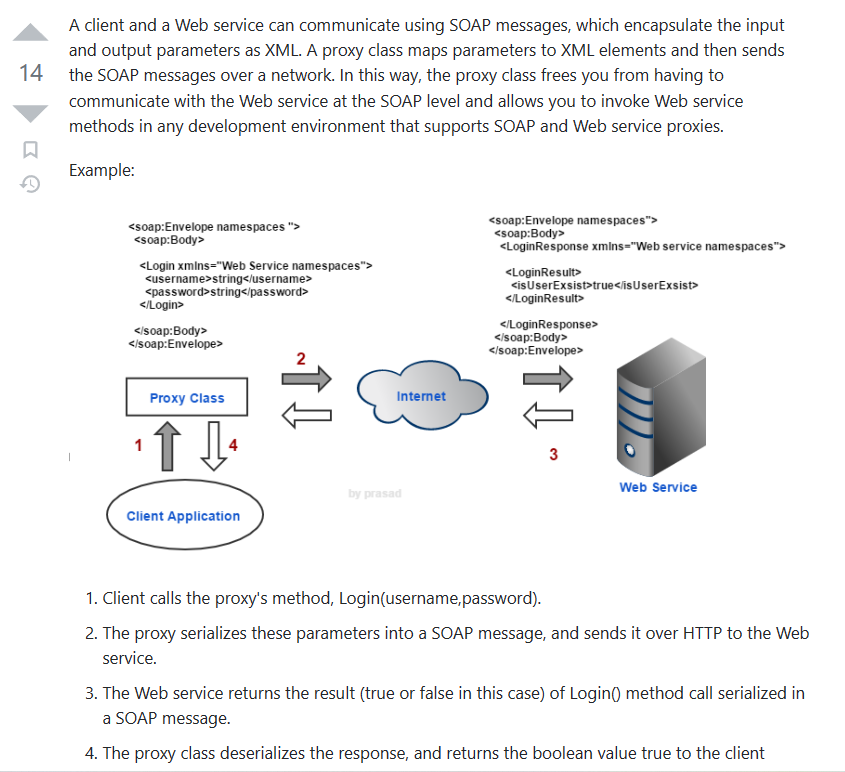 A client and a Web service can communicate using SOAP messages, which encapsulate the input
and output parameters as XML. A proxy class maps parameters to XML elements and then sends
14
the SOAP messages over a network. In this way, the proxy class frees you from having to
communicate with the Web service at the SOAP level and allows you to invoke Web service
methods in any development environment that supports SOAP and Web service proxies.
Example:
<soap:Envelope namespaces ">
<soap:Body>
<Login xmlns="Web Service namespaces">
<username>string</username>
<password>string</password>
</Login>
</soap:Body>
</soap:Envelope>
<soap:Envelope namespaces">
<soap:Body>
<LoginResponse xmlns="Web service namespaces">
<LoginResult>
<isUserExsist>true</isUserExsist>
</LoginResult>
</LoginResponse>
</soap:Body>
</soap:Envelope>
2
Proxy Class
Internet
1
4
3
Web Service
by prasad
Client Application
1. Client calls the proxy's method, Login(username,password).
2. The proxy serializes these parameters into a SOAP message, and sends it over HTTP to the Web
service.
3. The Web service returns the result (true or false in this case) of Login() method call serialized in
a SOAP message.
4. The proxy class deserializes the response, and returns the boolean value true to the client